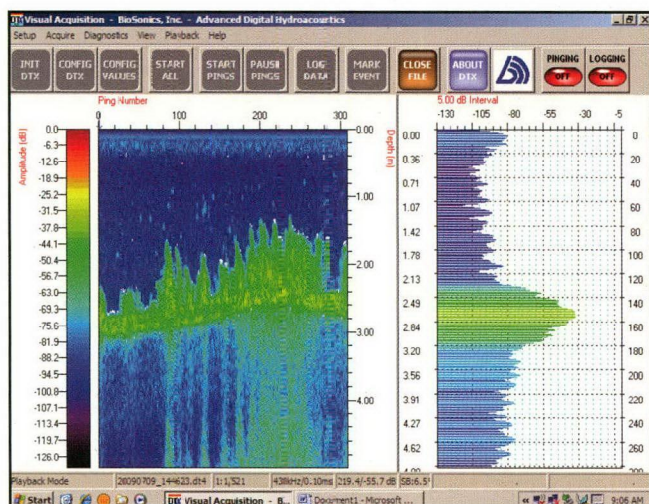 Visual Acquisition - BioSonics, Inc. - Advanced Digital Hydroacourtics
Setup Acquire Diagnostics View Playback Help
INIT DTX
CONFIG DTX
CONFIG VALUES
START ALL
START PINGS
PAUSE PINGS
LOG DATA
MARK EVENT
CLOSE FILE
ABOUT DTX
PINGING
OFF
LOGGING
OFF
Ping Number
0 100 200 300
Amplitude [dB]
0.0
-6.3
-12.6
-18.9
-25.2
-31.5
-37.8
-44.1
-50.4
-56.7
-63.0
-69.3
-75.6
-81.9
-88.2
-94.5
-100.8
-107.1
-113.4
-119.7
-126.0
Depth (m)
0.00
1.00
2.00
3.00
4.00
5.00 dB Interval
-130 -105 -80 -55 -30 -5
0.00
0.36
0.71
1.07
1.42
1.78
2.13
2.49
2.84
3.20
3.56
3.91
4.27
4.62
0
20
40
60
80
100
120
140
160
180
200
220
240
260
Playback Mode
20090709_144623.dt4
1:1,521
430kHz/0.10ms
219.4/-55.7 dB
SB:6.5
Start
Visual Acquisition - B...
Document1 - Microsoft ...
9:06 AM